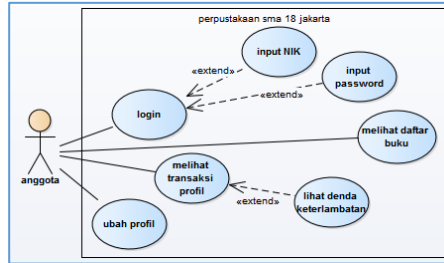 perpustakaan sma 18 jakarta
input NIK
«extend»
input
password
«extend»
login
melihat daftar
buku
anggota
melihat
transaksi
profil
«extend»
lihat denda
keterlambatan
ubah profil